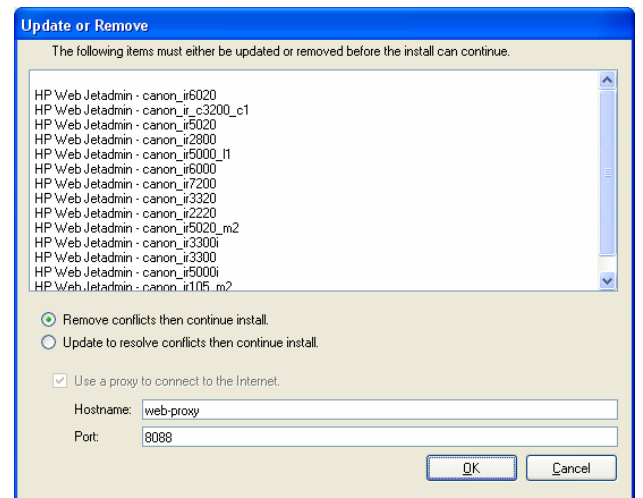 Update or Remove
The following items must either be updated or removed before the install can continue.
HP Web Jetadmin - canon_ir6020
HP Web Jetadmin - canon_ir_c3200_c1
HP Web Jetadmin - canon_ir5020
HP Web Jetadmin - canon_ir2800
HP Web Jetadmin - canon_ir5000_l1
HP Web Jetadmin - canon_ir6000
HP Web Jetadmin - canon_ir7200
HP Web Jetadmin - canon_ir3320
HP Web Jetadmin - canon_ir2220
HP Web Jetadmin - canon_ir5020_m2
HP Web Jetadmin - canon_ir3300i
HP Web Jetadmin - canon_ir3300
HP Web Jetadmin - canon_ir5000i
HP Web Jetadmin - canon_ir105_m2
Remove conflicts then continue install.
Update to resolve conflicts then continue install.
Use a proxy to connect to the Internet.
Hostname: web-proxy
Port: 8088
OK Cancel